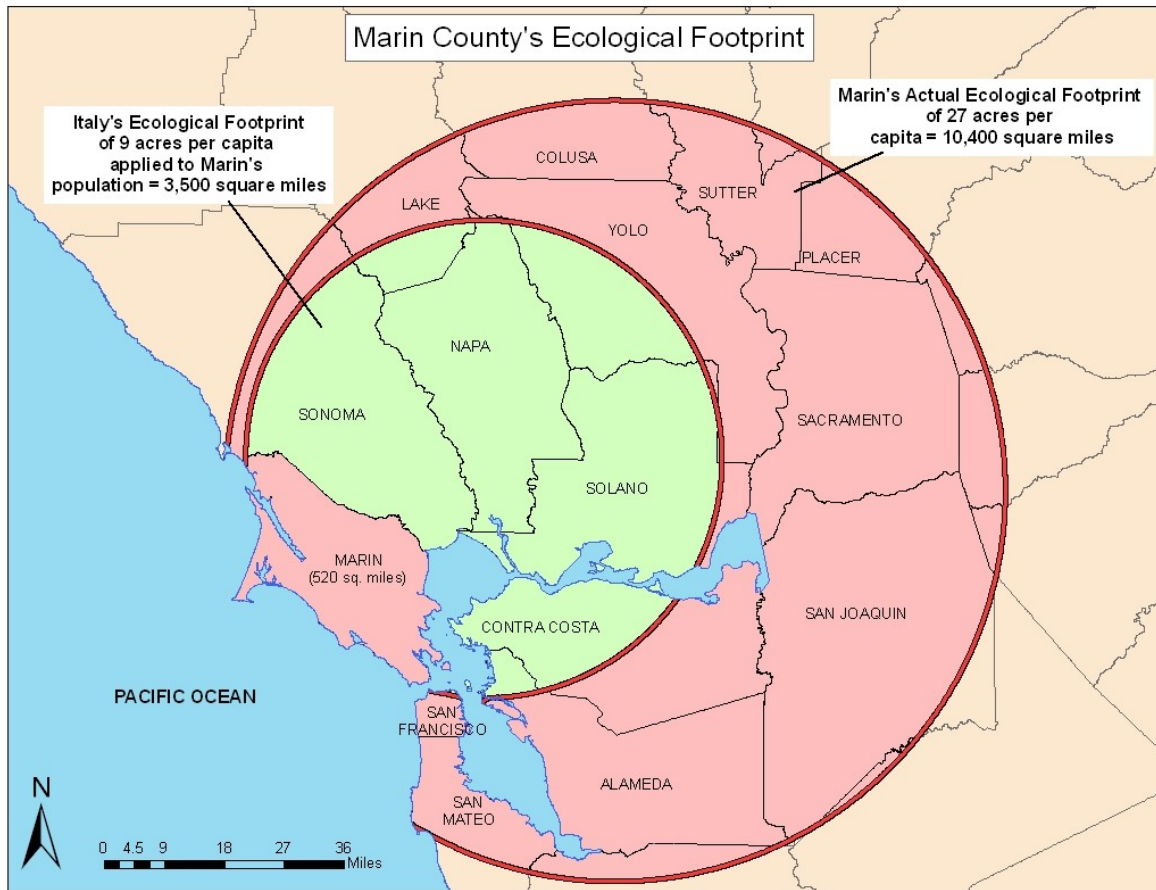 Marin County's Ecological Footprint
Italy's Ecological Footprint
of 9 acres per capita
applied to Marin's
population = 3,500 square miles
Marin's Actual Ecological Footprint
of 27 acres per
capita = 10,400 square miles
COLUSA
SUTTER
LAKE
YOLO
PLACER
NAPA
SONOMA
SACRAMENTO
SOLANO
MARIN
(520 sq. miles)
SAN JOAQUIN
CONTRA COSTA
PACIFIC OCEAN
SAN
FRANCISCO
ALAMEDA
SAN
MATEO
N
0 4.5 9 18 27 36
Miles